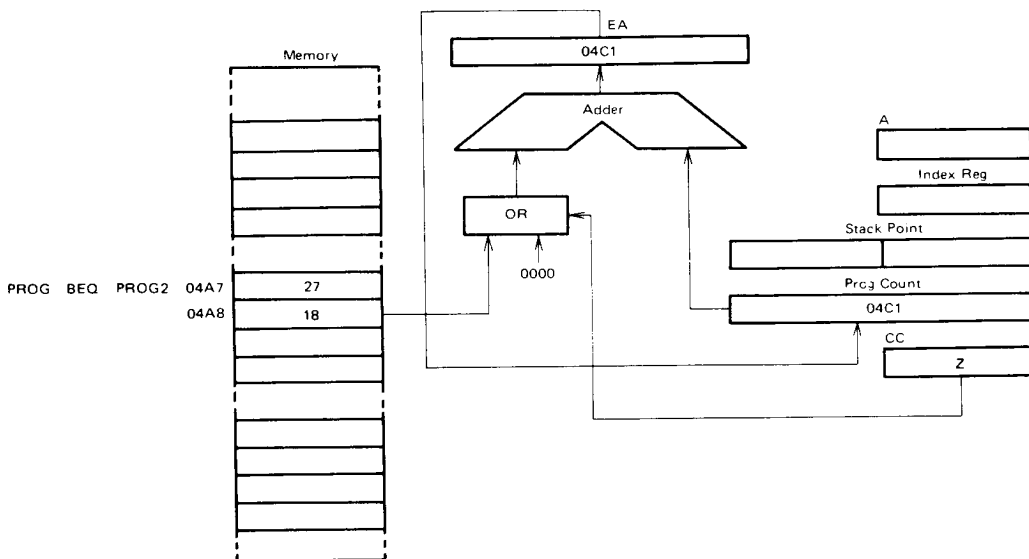 EA
04C1
Memory
Adder
A
Index Reg
OR
Stack Point
0000
Prog Count
PROG BEQ PROG2 04A7 27
04C1
04A8 18
CC
Z